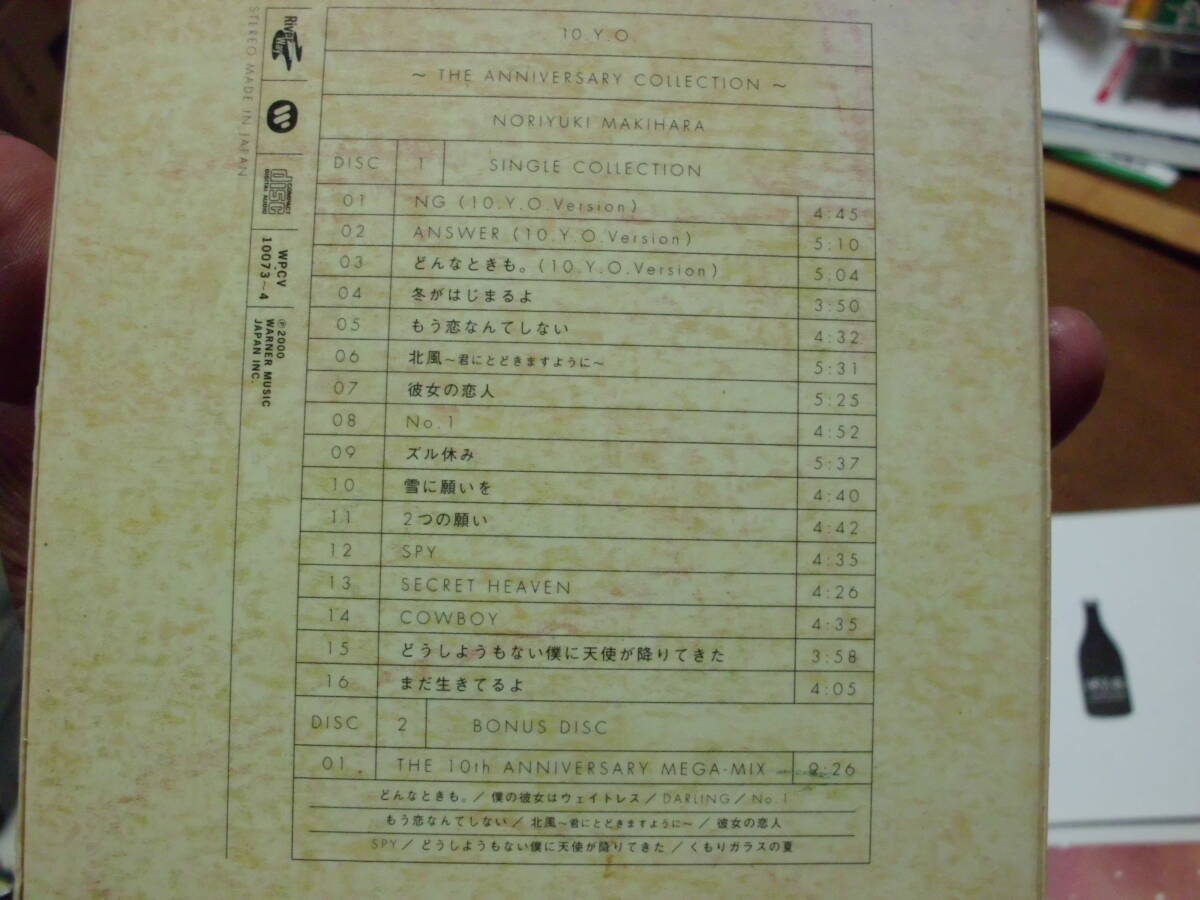 10.Y.O
~ THE ANNIVERSARY COLLECTION ~
NORIYUKI MAKIHARA
DISC 1 SINGLE COLLECTION
01 NG (10.Y.O.Version) 4:45
02 ANSWER (10.Y.O.Version) 5:10
03 どんなときも。(10.Y.O.Version) 5:04
04 冬がはじまるよ 3:50
05 もう恋なんてしない 4:32
06 北風~君にとどきますように~ 5:31
07 彼女の恋人 5:25
08 No.1 4:52
09 ズル休み 5:37
10 雪に願いを 4:40
11 2つの願い 4:42
12 SPY 4:35
13 SECRET HEAVEN 4:26
14 COWBOY 4:35
15 どうしようもない僕に天使が降りてきた 3:58
16 まだ生きてるよ 4:05
DISC 2 BONUS DISC
01 THE 10th ANNIVERSARY MEGA-MIX 9:26
どんなときも。/僕の彼女はウェイトレス/DARLING/No.1
もう恋なんてしない/北風~君にとどきますように~/彼女の恋人
SPY/どうしようもない僕に天使が降りてきた/くもりガラスの夏
River Way
COMPACT
disc
DIGITAL AUDIO
WPCV
10073~4
℗2000
WARNER MUSIC
JAPAN INC.
STEREO MADE IN JAPAN